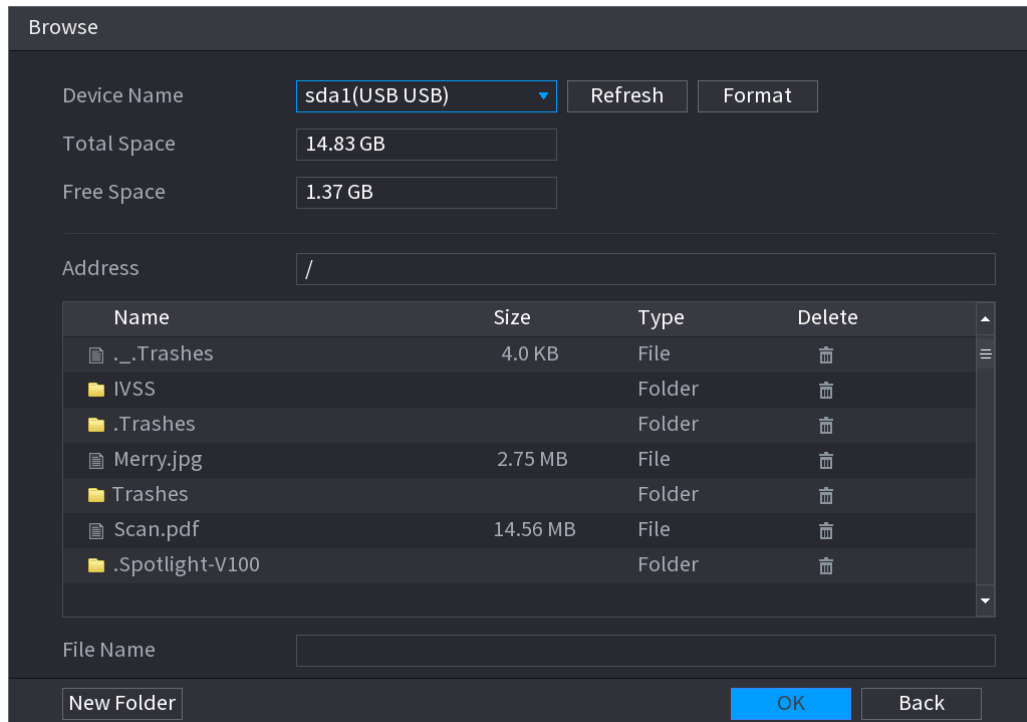 Browse
Device Name sda1(USB USB) Refresh Format
Total Space 14.83 GB
Free Space 1.37 GB
Address /
Name Size Type Delete
._.Trashes 4.0 KB File
IVSS Folder
.Trashes Folder
Merry.jpg 2.75 MB File
Trashes Folder
Scan.pdf 14.56 MB File
.Spotlight-V100 Folder
File Name
New Folder OK Back